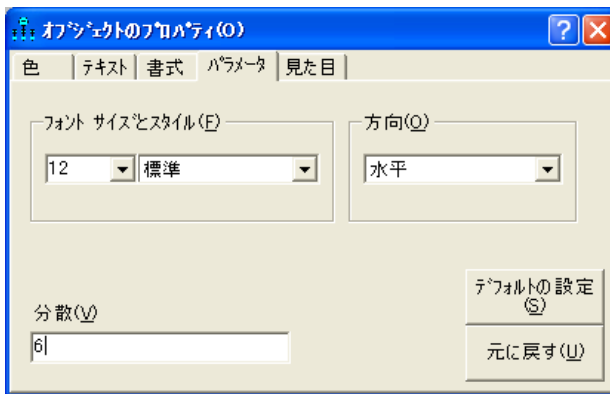 オブジェクトのプロパティ(O)
色 テキスト 書式 パラメータ 見た目
フォント サイズとスタイル(F) 方向(O)
12 標準 水平
デフォルトの設定
(S)
分散(V)
6
元に戻す(U)